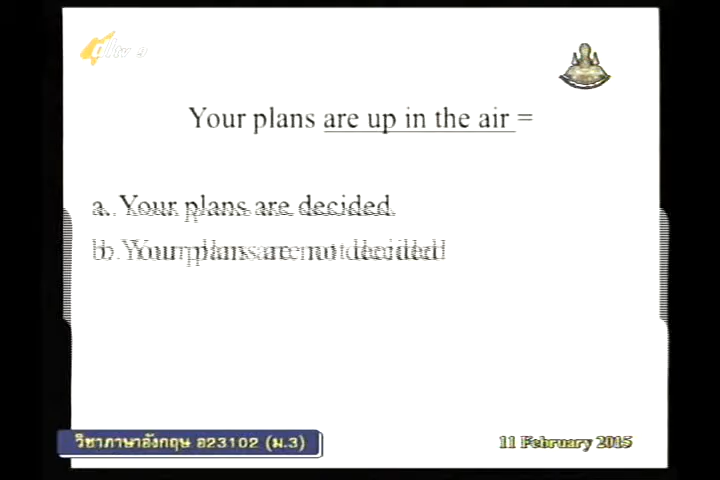 Your plans are up in the air =
a. Your plans are decided.
b. Your plans are not decided
วิชาภาษาอังกฤษ อ23102 (ม.3)
11 February 2015